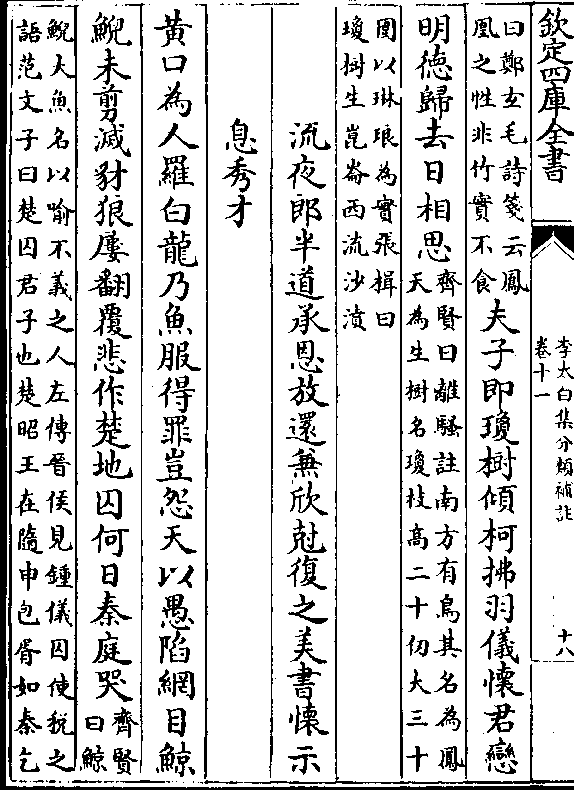 欽定四庫全書
李太白集分類補註
卷十一
十八
曰鄭玄毛詩箋云鳳
凰之性非竹實不食
夫子即瓊樹傾柯拂羽儀懷君戀
明德歸去日相思
齊賢曰離騷註南方有鳥其名為鳳
天為生樹名瓊枝髙二十仞大三十
圍以琳琅為實張揖曰
瓊樹生崑崙西流沙濵
流夜郎半道承恩放還兼欣尅復之美書懐示
息秀才
黄口為人羅白龍乃魚服得罪豈怨天以愚陷網目鯨
鯢未剪滅豺狼屢翻覆悲作楚地囚何日秦庭哭
齊賢
曰鯨
鯢大魚名以喻不義之人左傳晉侯見鍾儀囚使税之
語范文子曰楚囚君子也楚昭王在隨申包胥如秦乞